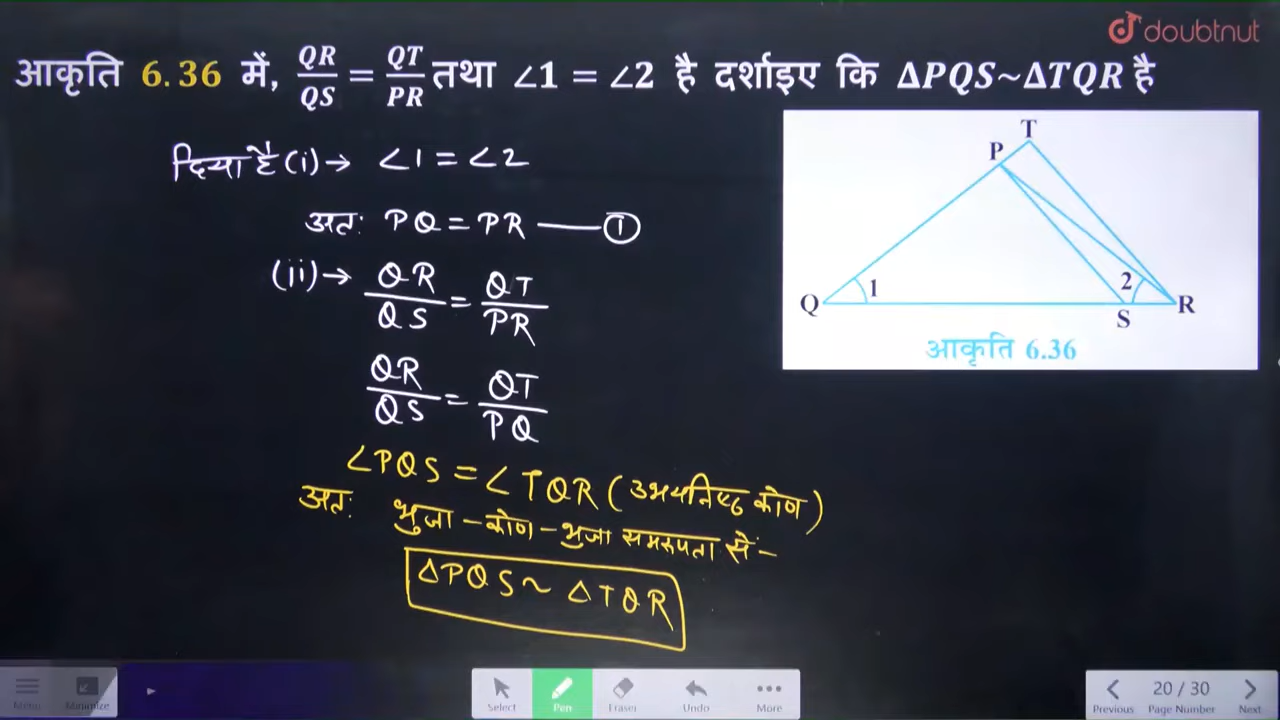 doubtnut
आकृति 6.36 में, QR/QS = QT/PR तथा ∠1 = ∠2 है दर्शाइए कि ΔPQS~ΔTQR है
दिया है (i) → ∠1 = ∠2
अतः PQ = PR —— ①
(ii) → QR/QS = QT/PR
QR/QS = QT/PQ
∠PQS = ∠TQR (उभयनिष्ठ कोण)
अतः भुजा - कोण - भुजा समरूपता से -
ΔPQS ~ ΔTQR
T
P
Q
1
2
S
R
आकृति 6.36
Menu
Minimize
Select
Pen
Eraser
Undo
More
20 / 30
Previous
Page Number
Next